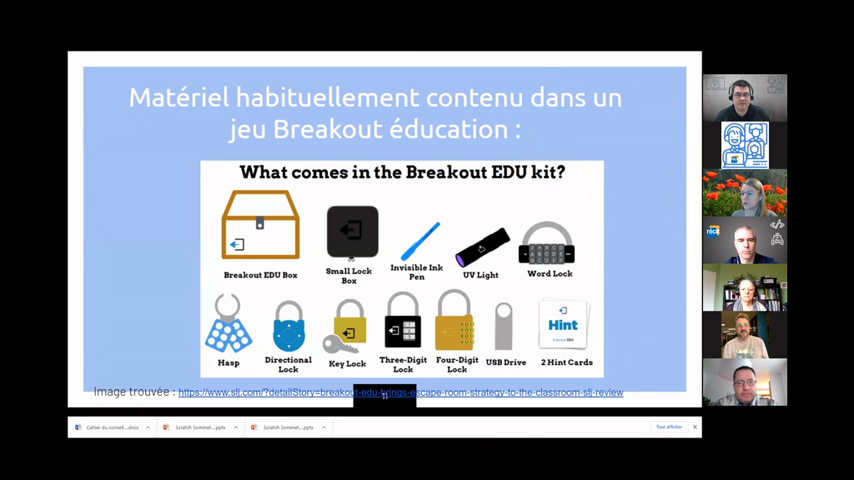 Matériel habituellement contenu dans un
jeu Breakout éducation :
What comes in the Breakout EDU kit?
Breakout EDU Box
Small Lock
Box
Invisible Ink
Pen
UV Light
Word Lock
Hasp
Directional
Lock
Key Lock
Three-Digit
Lock
Four-Digit
Lock
USB Drive
Hint
2 Hint Cards
Image trouvée : https://www.slj.com/?detailStory=breakout-edu-brings-escape-room-strategy-to-the-classroom-slj-review
11
Cahier du conseil...docx
Scratch Sommet...pptx
Scratch Sommet...pptx
Tout afficher